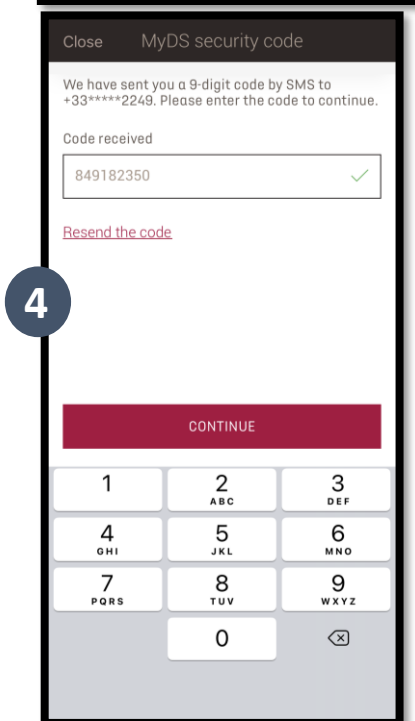 Close MyDS security code
We have sent you a 9-digit code by SMS to
+33*****2249. Please enter the code to continue.
Code received
849182350
Resend the code
4
CONTINUE
1 2 3
ABC DEF
4 5 6
GHI JKL MNO
7 8 9
PQRS TUV WXYZ
0